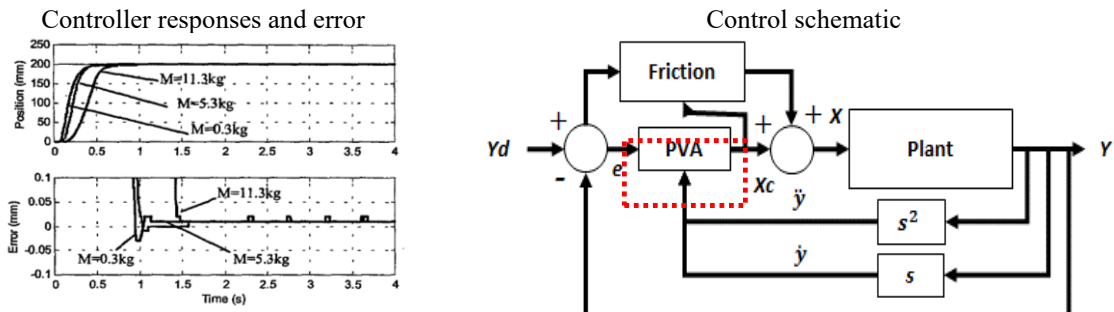 Controller responses and error
Control schematic
250
200
150
100
50
0
Position (mm)
M=11.3kg
M=5.3kg
M=0.3kg
0 0.5 1 1.5 2 2.5 3 3.5 4
0.1
0.05
0
-0.05
-0.1
Error (mm)
M=11.3kg
M=0.3kg
M=5.3kg
0 0.5 1 1.5 2 2.5 3 3.5 4
Time (s)
Friction
+
+
+
X
Yd
PVA
Plant
Y
-
e
Xc
ÿ
s²
ẏ
s